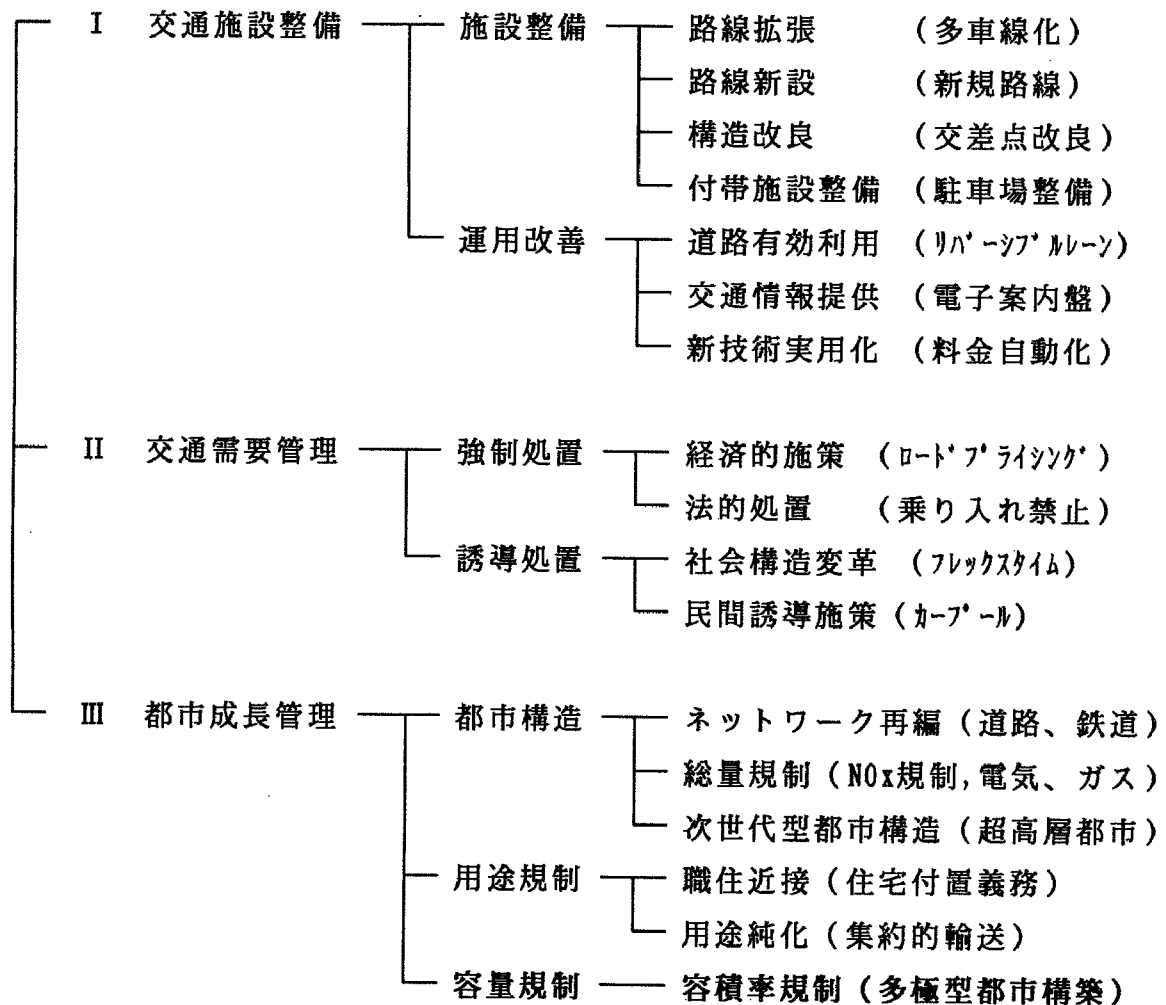 I 交通施設整備 施設整備 路線拡張 (多車線化)
路線新設 (新規路線)
構造改良 (交差点改良)
付帯施設整備 (駐車場整備)
運用改善 道路有効利用 (ﾘﾊﾞｰｼﾌﾞﾙﾚｰﾝ)
交通情報提供 (電子案内盤)
新技術実用化 (料金自動化)
II 交通需要管理 強制処置 経済的施策 (ﾛｰﾄﾞﾌﾟﾗｲｼﾝｸﾞ)
法的処置 (乗り入れ禁止)
誘導処置 社会構造変革 (ﾌﾚｯｸｽﾀｲﾑ)
民間誘導施策 (ｶｰﾌﾟｰﾙ)
III 都市成長管理 都市構造 ネットワーク再編 (道路、鉄道)
総量規制 (NOx規制,電気、ガス)
次世代型都市構造 (超高層都市)
用途規制 職住近接 (住宅付置義務)
用途純化 (集約的輸送)
容量規制 容積率規制 (多極型都市構築)